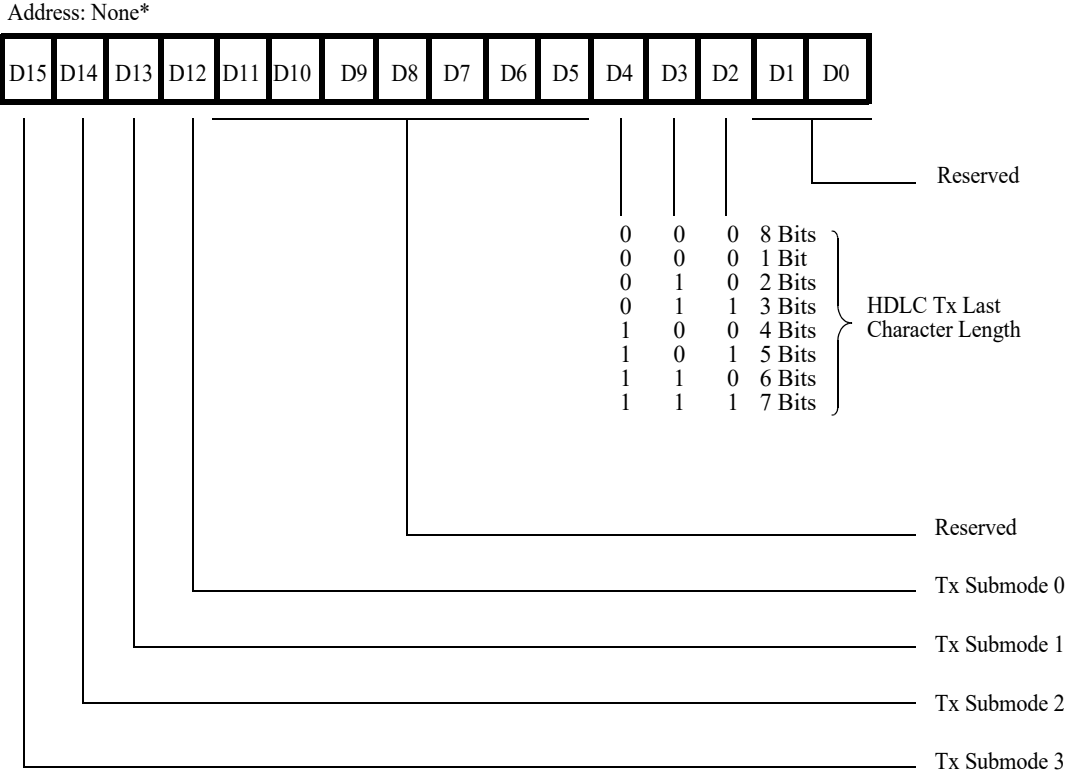 Address: None*
D15 D14 D13 D12 D11 D10 D9 D8 D7 D6 D5 D4 D3 D2 D1 D0
Reserved
0 0 0 8 Bits
0 0 0 1 Bit
0 1 0 2 Bits
0 1 1 3 Bits
1 0 0 4 Bits
1 0 1 5 Bits
1 1 0 6 Bits
1 1 1 7 Bits
HDLC Tx Last
Character Length
Reserved
Tx Submode 0
Tx Submode 1
Tx Submode 2
Tx Submode 3